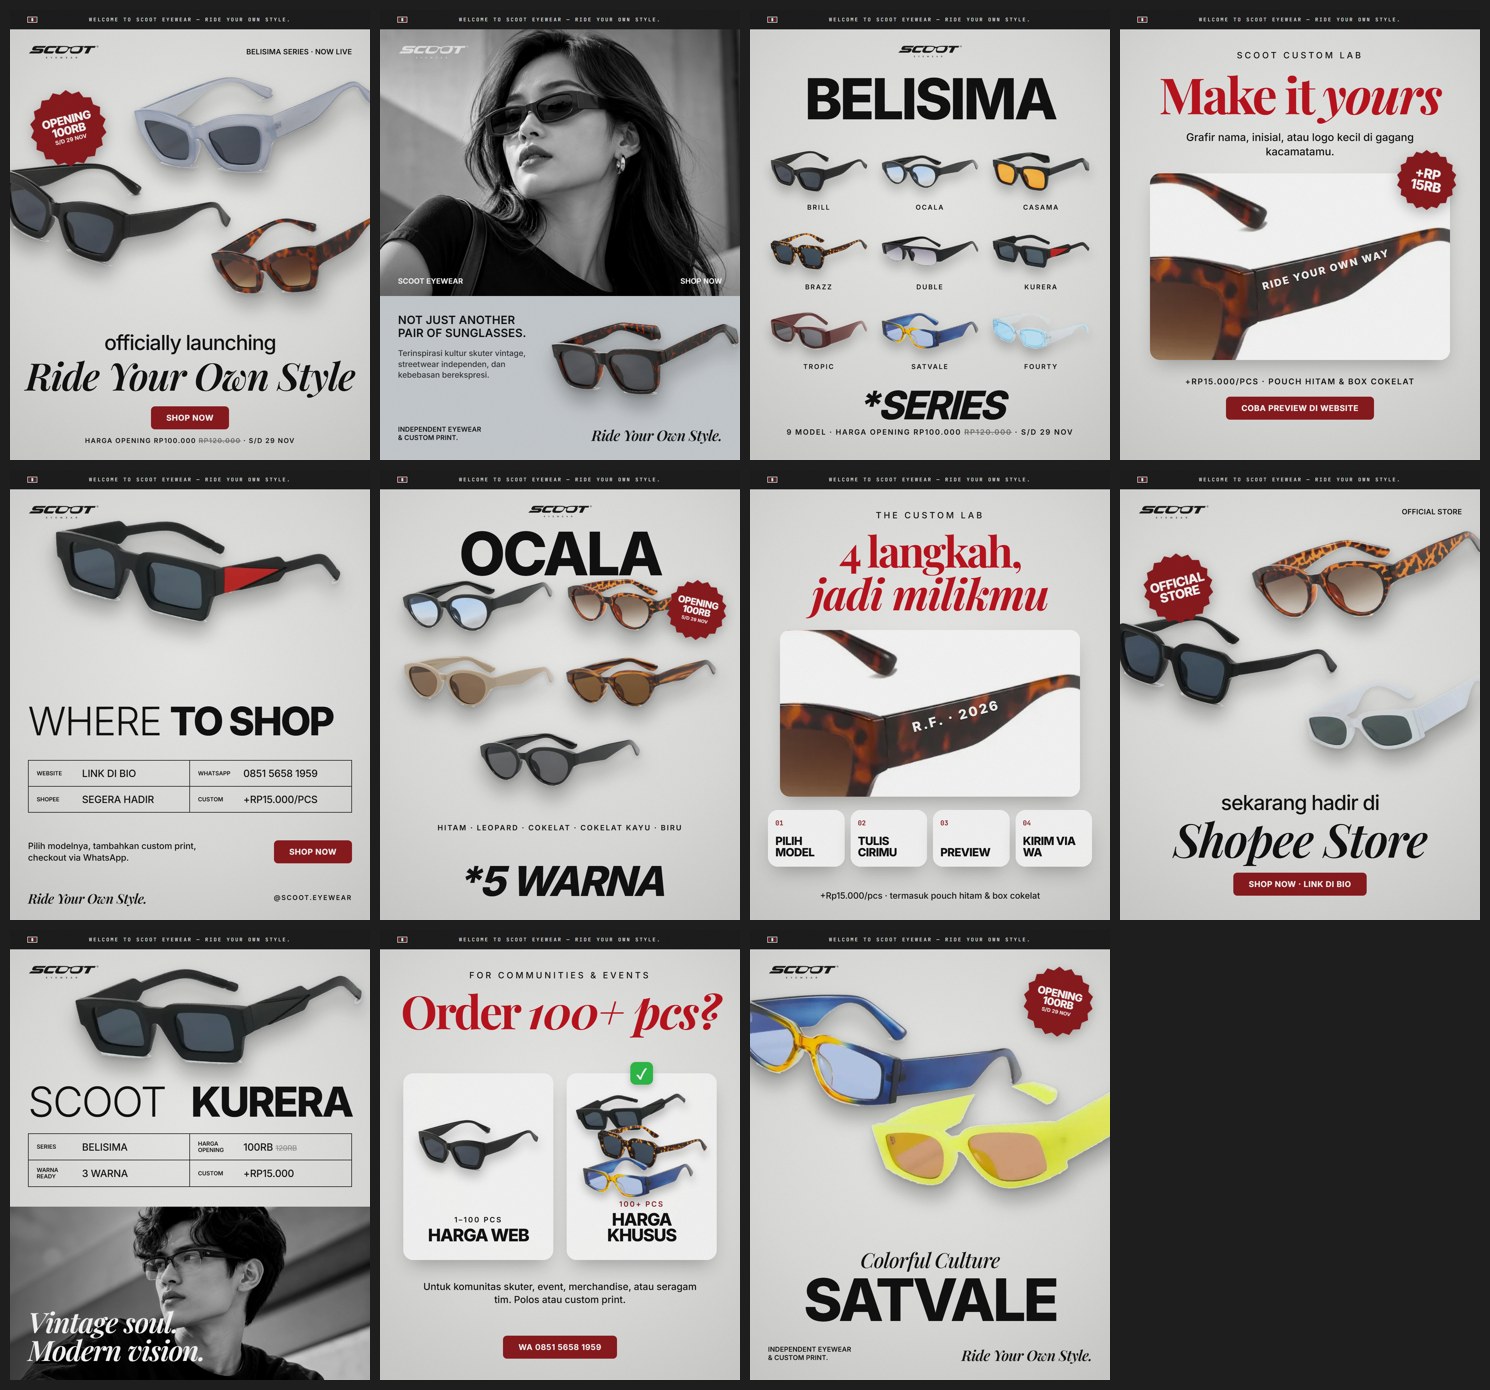 WELCOME TO SCOOT EYEWEAR — RIDE YOUR OWN STYLE.
SCOOT
EYEWEAR
BELISIMA SERIES · NOW LIVE
OPENING
100RB
S/D 29 NOV
officially launching
Ride Your Own Style
SHOP NOW
HARGA OPENING RP100.000 RP120.000 · S/D 29 NOV
WELCOME TO SCOOT EYEWEAR — RIDE YOUR OWN STYLE.
SCOOT
SCOOT EYEWEAR
SHOP NOW
NOT JUST ANOTHER
PAIR OF SUNGLASSES.
Terinspirasi kultur skuter vintage,
streetwear independen, dan
kebebasan berekspresi.
INDEPENDENT EYEWEAR
& CUSTOM PRINT.
Ride Your Own Style.
WELCOME TO SCOOT EYEWEAR — RIDE YOUR OWN STYLE.
SCOOT
EYEWEAR
BELISIMA
BRILL
OCALA
CASAMA
BRAZZ
DUBLE
KURERA
TROPIC
SATVALE
FOURTY
*SERIES
9 MODEL · HARGA OPENING RP100.000 RP120.000 · S/D 29 NOV
WELCOME TO SCOOT EYEWEAR — RIDE YOUR OWN STYLE.
SCOOT CUSTOM LAB
Make it yours
Grafir nama, inisial, atau logo kecil di gagang
kacamatamu.
+RP
15RB
RIDE YOUR OWN WAY
+RP15.000/PCS · POUCH HITAM & BOX COKELAT
COBA PREVIEW DI WEBSITE
WELCOME TO SCOOT EYEWEAR — RIDE YOUR OWN STYLE.
SCOOT
EYEWEAR
WHERE TO SHOP
WEBSITE LINK DI BIO WHATSAPP 0851 5658 1959
SHOPEE SEGERA HADIR CUSTOM +RP15.000/PCS
Pilih modelnya, tambahkan custom print,
checkout via WhatsApp.
SHOP NOW
Ride Your Own Style.
@SCOOT.EYEWEAR
WELCOME TO SCOOT EYEWEAR — RIDE YOUR OWN STYLE.
SCOOT
EYEWEAR
OCALA
OPENING
100RB
S/D 29 NOV
HITAM · LEOPARD · COKELAT · COKELAT KAYU · BIRU
*5 WARNA
WELCOME TO SCOOT EYEWEAR — RIDE YOUR OWN STYLE.
THE CUSTOM LAB
4 langkah,
jadi milikmu
R.F. · 2026
01
PILIH
MODEL
02
TULIS
CIRIMU
03
PREVIEW
04
KIRIM VIA
WA
+Rp15.000/pcs · termasuk pouch hitam & box cokelat
WELCOME TO SCOOT EYEWEAR — RIDE YOUR OWN STYLE.
SCOOT
EYEWEAR
OFFICIAL STORE
OFFICIAL
STORE
sekarang hadir di
Shopee Store
SHOP NOW · LINK DI BIO
WELCOME TO SCOOT EYEWEAR — RIDE YOUR OWN STYLE.
SCOOT
EYEWEAR
SCOOT KURERA
SERIES BELISIMA HARGA OPENING 100RB 120RB
WARNA READY 3 WARNA CUSTOM +RP15.000
Vintage soul.
Modern vision.
WELCOME TO SCOOT EYEWEAR — RIDE YOUR OWN STYLE.
FOR COMMUNITIES & EVENTS
Order 100+ pcs?
1–100 PCS
HARGA WEB
100+ PCS
HARGA
KHUSUS
Untuk komunitas skuter, event, merchandise, atau seragam
tim. Polos atau custom print.
WA 0851 5658 1959
WELCOME TO SCOOT EYEWEAR — RIDE YOUR OWN STYLE.
SCOOT
EYEWEAR
OPENING
100RB
S/D 29 NOV
Colorful Culture
SATVALE
INDEPENDENT EYEWEAR
& CUSTOM PRINT.
Ride Your Own Style.